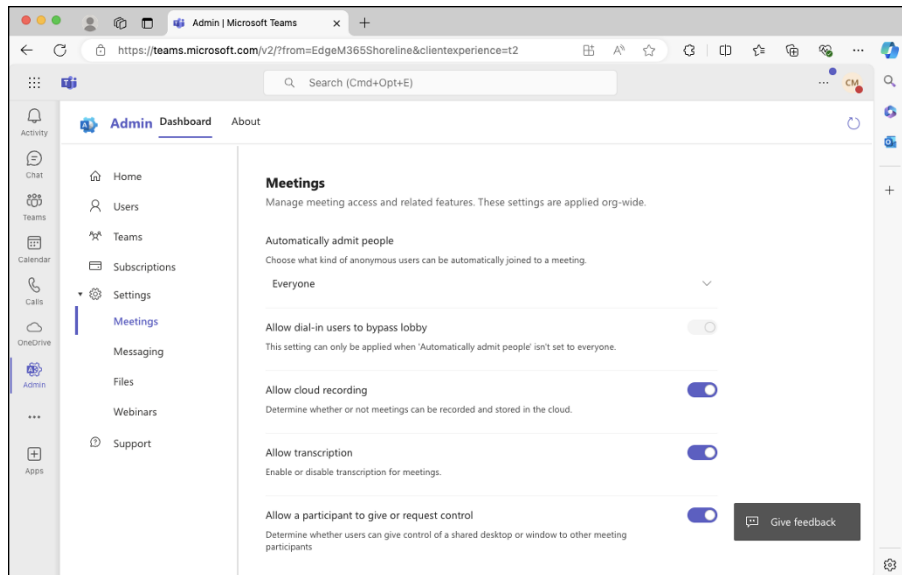 Admin | Microsoft Teams
https://teams.microsoft.com/v2/?from=EdgeM365Shoreline&clientexperience=t2
Search (Cmd+Opt+E)
CM
Activity
Chat
Teams
Calendar
Calls
OneDrive
Admin
Apps
Admin Dashboard About
Home
Users
Teams
Subscriptions
Settings
Meetings
Messaging
Files
Webinars
Support
Meetings
Manage meeting access and related features. These settings are applied org-wide.
Automatically admit people
Choose what kind of anonymous users can be automatically joined to a meeting.
Everyone
Allow dial-in users to bypass lobby
This setting can only be applied when 'Automatically admit people' isn't set to everyone.
Allow cloud recording
Determine whether or not meetings can be recorded and stored in the cloud.
Allow transcription
Enable or disable transcription for meetings.
Allow a participant to give or request control
Determine whether users can give control of a shared desktop or window to other meeting
participants
Give feedback